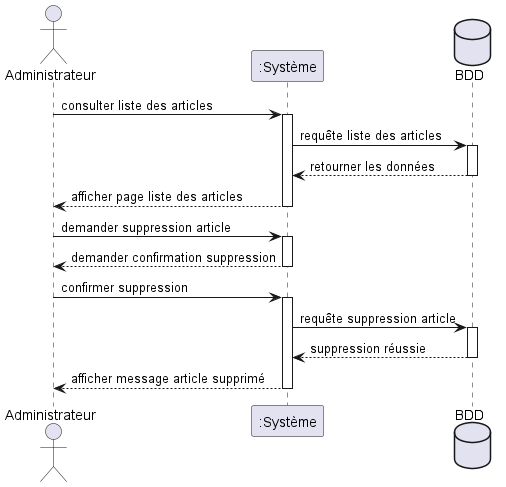 Administrateur
:Système
BDD
consulter liste des articles
requête liste des articles
retourner les données
afficher page liste des articles
demander suppression article
demander confirmation suppression
confirmer suppression
requête suppression article
suppression réussie
afficher message article supprimé
Administrateur
:Système
BDD